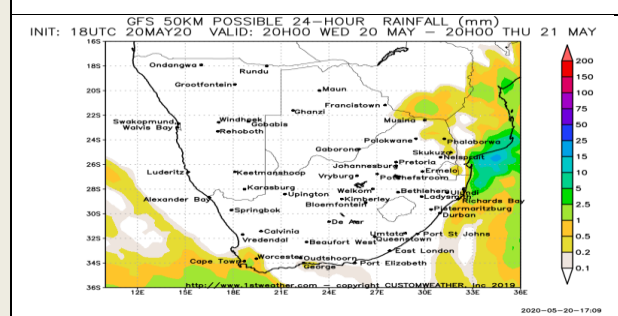 GFS 50KM POSSIBLE 24-HOUR RAINFALL (mm)
INIT: 18UTC 20MAY20 VALID: 20H00 WED 20 MAY - 20H00 THU 21 MAY
16S
18S
20S
22S
24S
26S
28S
30S
32S
34S
36S
Ondangwa
Rundu
Grootfontein
Maun
Ghanzi
Francistown
Musina
Windhoek
Gobabis
Swakopmund
Walvis Bay
Rehoboth
Polokwane
Phalaborwa
Gaborone
Skukuza
Nelspruit
Johannesburg
Pretoria
Luderitz
Keetmanshoop
Vryburg
Potchefstroom
Ermelo
Karasburg
Upington
Welkom
Bethlehem
Ulundi
Alexander Bay
Kimberley
Ladysmith
Richards Bay
Bloemfontein
Springbok
Pietermaritzburg
Durban
De Aar
Calvinia
Umtata
Port St Johns
Vredendal
Beaufort West
Queenstown
East London
Cape Town
Worcester
Oudtshoorn
George
Port Elizabeth
http://www.1stweather.com - copyright CUSTOMWEATHER, Inc 2019
12E 15E 18E 21E 24E 27E 30E 33E 36E
200
150
100
75
50
25
15
10
5
2.5
1
0.5
0.2
0.1
2020-05-20-17:09